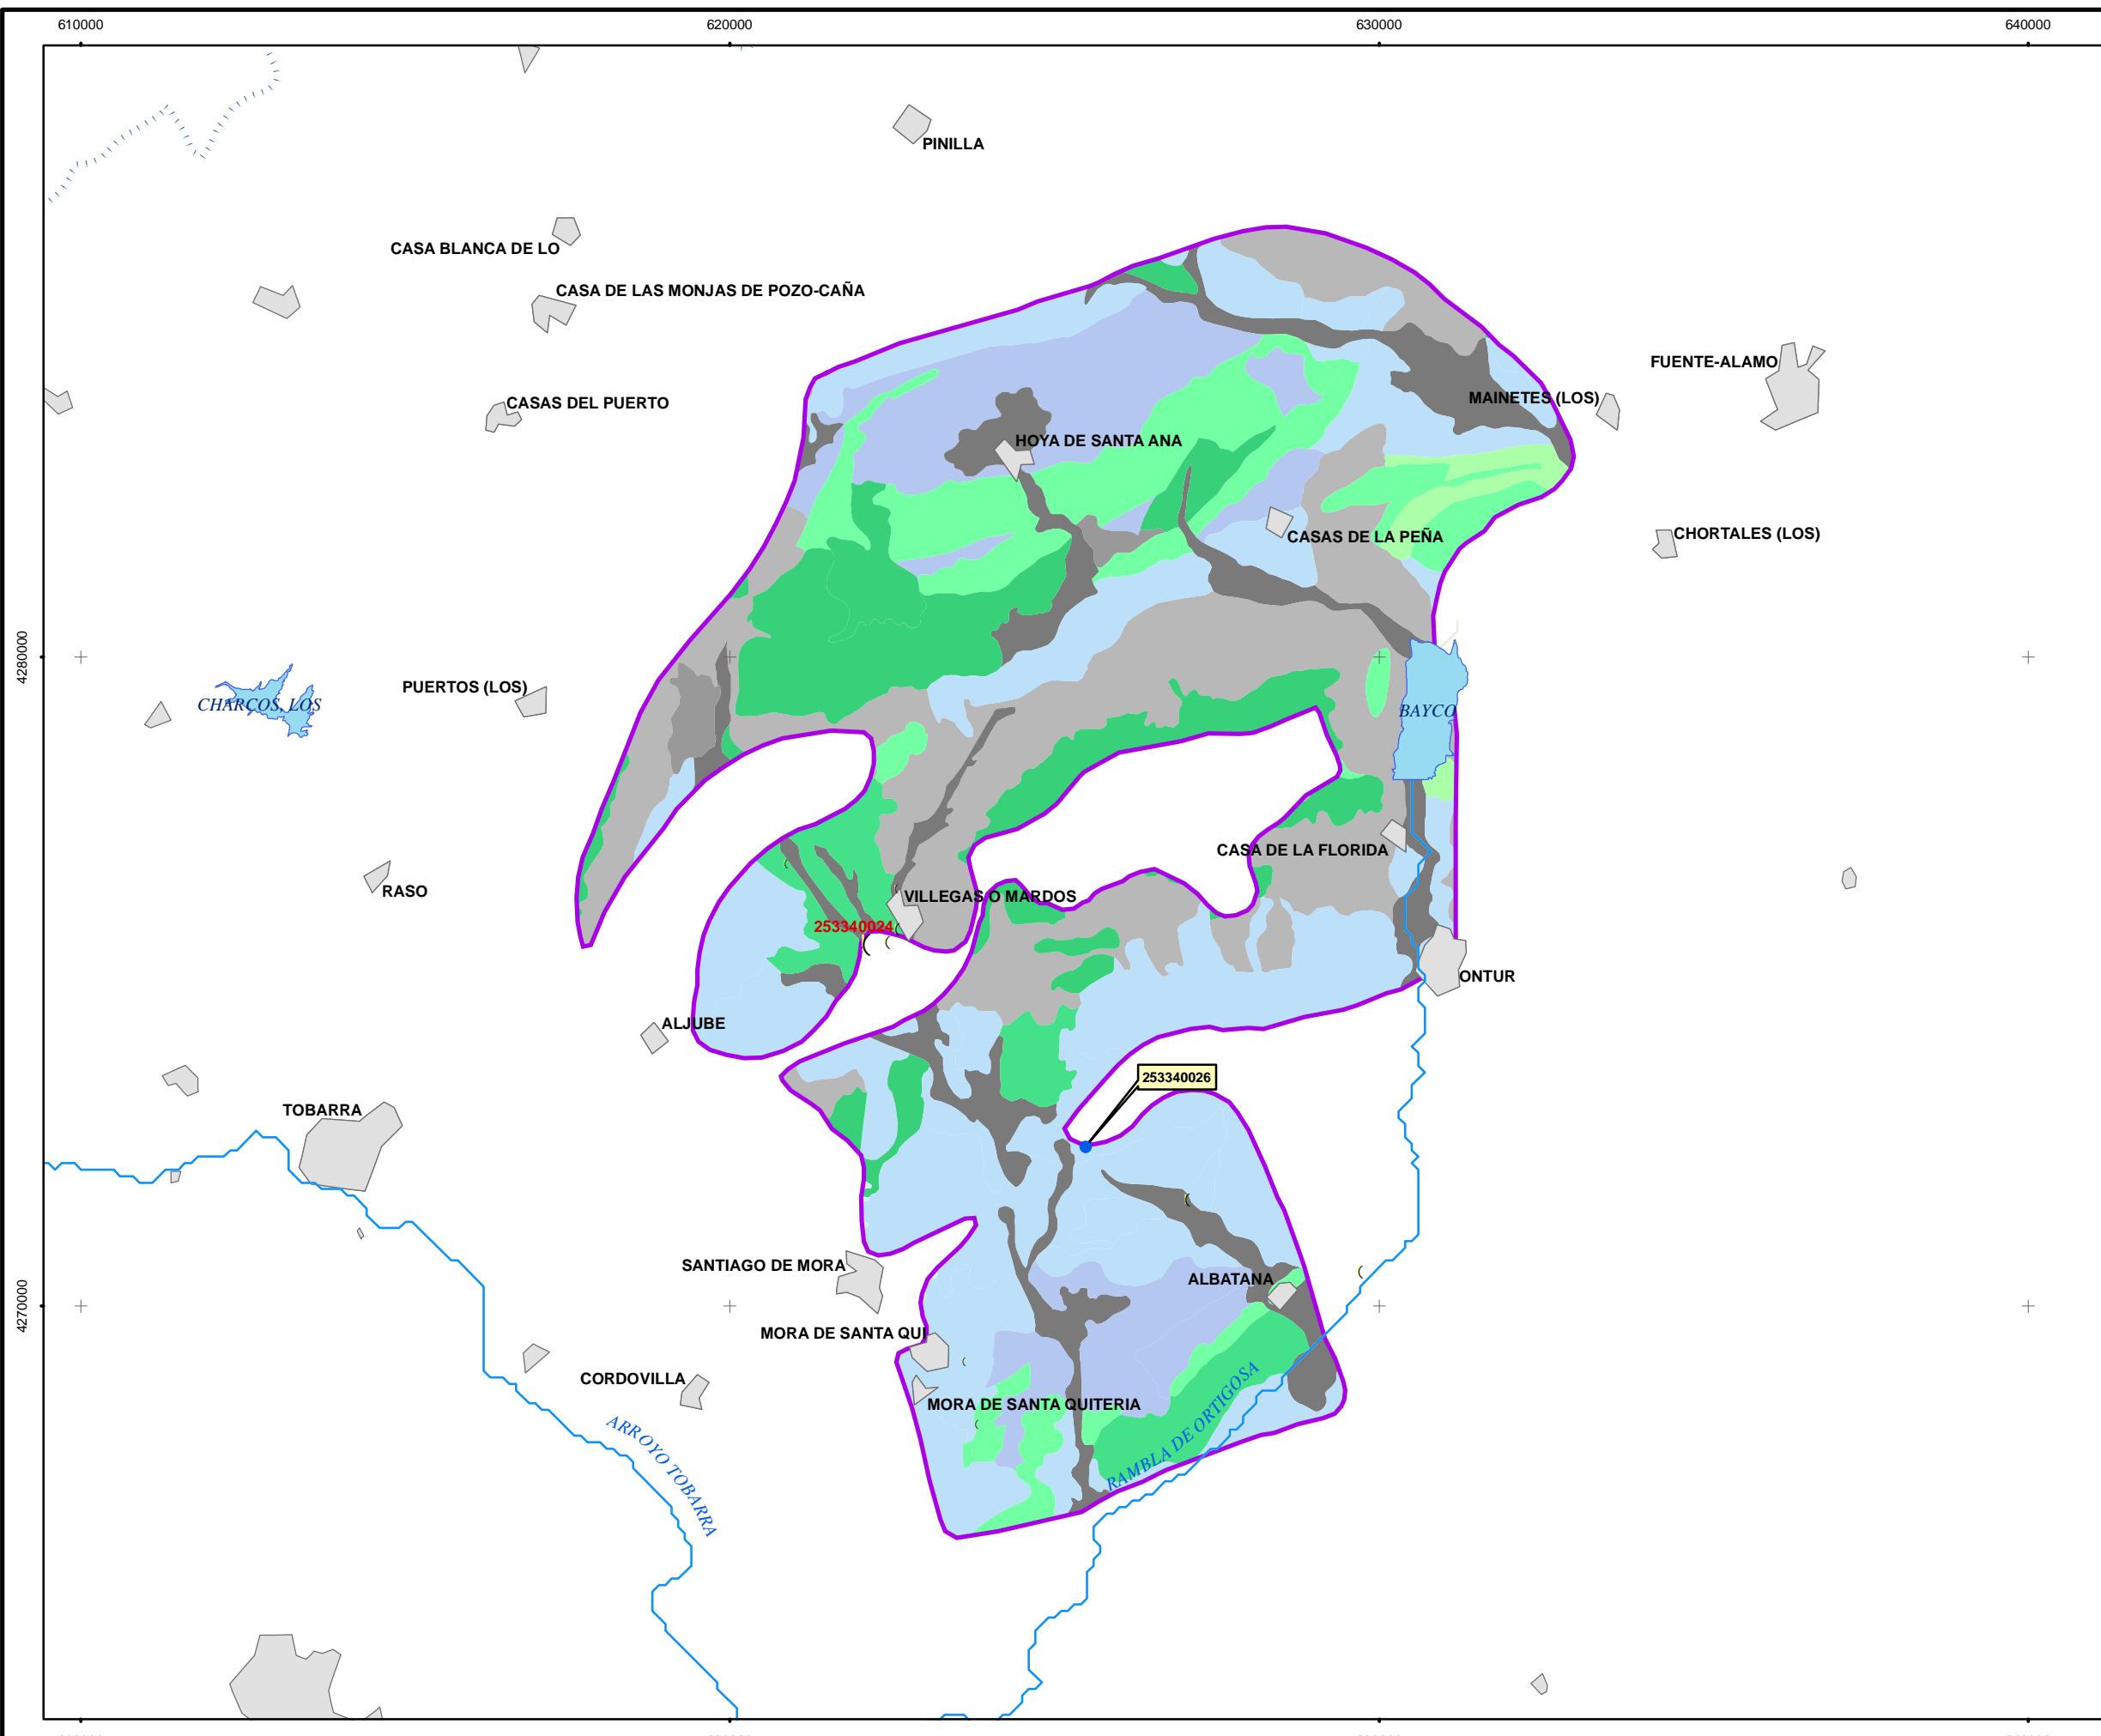 610000
620000
630000
640000
PINILLA
CASA BLANCA DE LO
CASA DE LAS MONJAS DE POZO-CAÑA
FUENTE-ALAMO
CASAS DEL PUERTO
MAINETES (LOS)
HOYA DE SANTA ANA
CASAS DE LA PEÑA
CHORTALES (LOS)
4280000
PUERTOS (LOS)
CHARCOS, LOS
BAYCO
CASA DE LA FLORIDA
RASO
VILLEGAS O MARDOS
253340024
ONTUR
ALJUBE
253340026
TOBARRA
SANTIAGO DE MORA
ALBATANA
4270000
MORA DE SANTA QUI
CORDOVILLA
MORA DE SANTA QUITERIA
RAMBLA DE ORTIGOSA
ARROYO TOBARRA